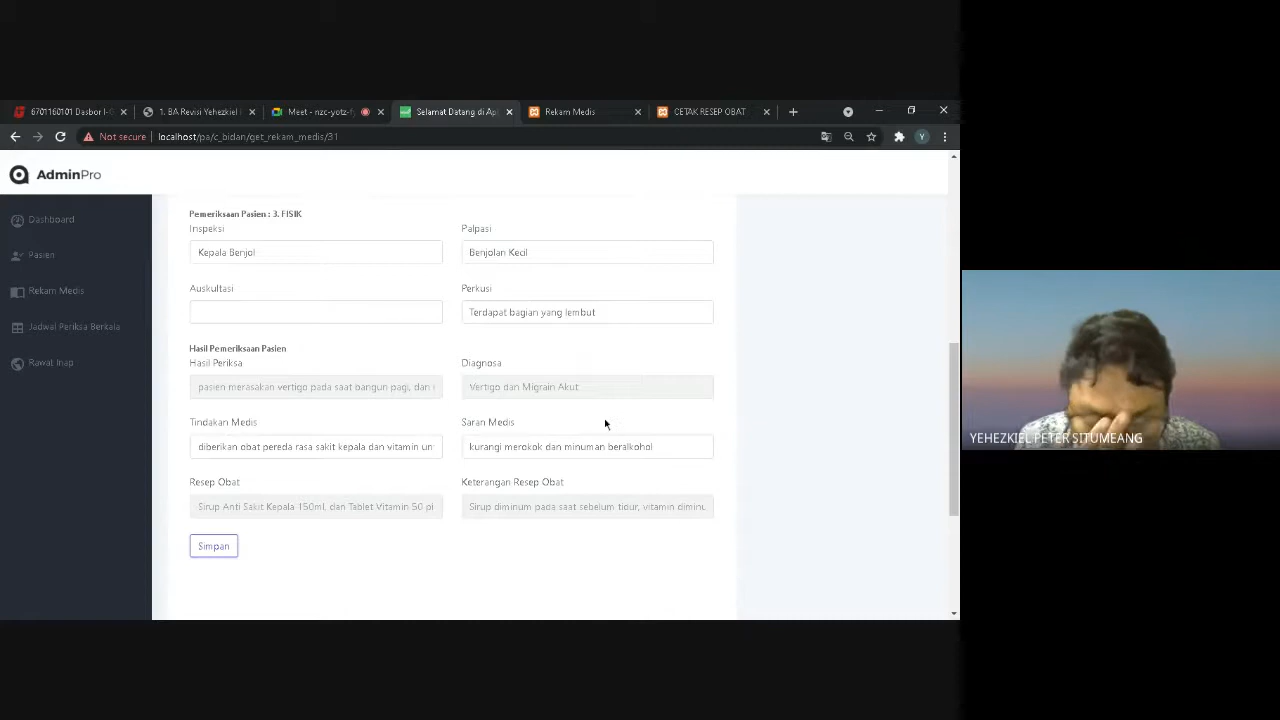 6701160101 Dasbor I-
1. BA Revisi Yehezkiel
Meet - nzc-yotz-
Selamat Datang di Apl
Rekam Medis
CETAK RESEP OBAT
Not secure
localhost/pa/c_bidan/get_rekam_medis/31
Y
AdminPro
Dashboard
Pasien
Rekam Medis
Jadwal Periksa Berkala
Rawat Inap
Pemeriksaan Pasien : 3. FISIK
Inspeksi
Palpasi
Kepala Benjol
Benjolan Kecil
Auskultasi
Perkusi
Terdapat bagian yang lembut
Hasil Pemeriksaan Pasien
Hasil Periksa
Diagnosa
pasien merasakan vertigo pada saat bangun pagi, dan
Vertigo dan Migrain Akut
Tindakan Medis
Saran Medis
diberikan obat pereda rasa sakit kepala dan vitamin un
kurangi merokok dan minuman beralkohol
Resep Obat
Keterangan Resep Obat
Sirup Anti Sakit Kepala 150ml, dan Tablet Vitamin 50 pi
Sirup diminum pada saat sebelum tidur, vitamin diminu
Simpan
YEHEZKIEL PETER SITUMEANG